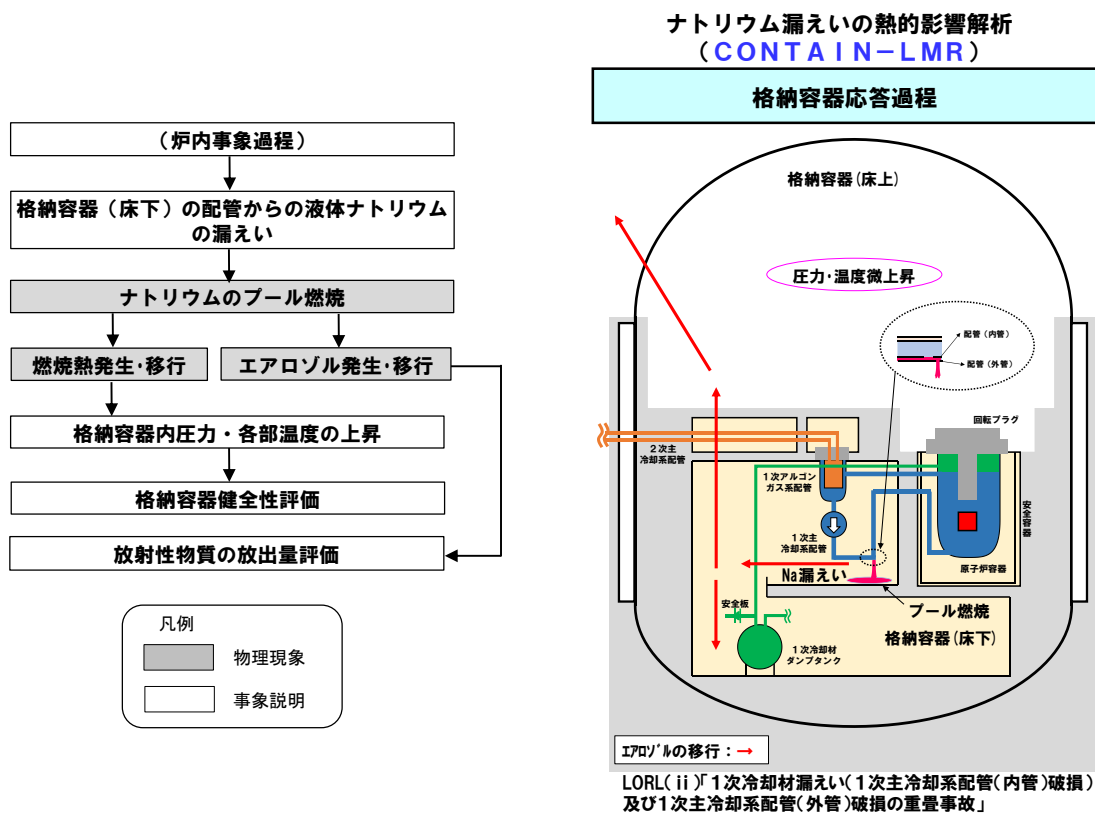 (炉内事象過程)
格納容器(床下)の配管からの液体ナトリウム
の漏えい
ナトリウムのプール燃焼
燃焼熱発生・移行
エアロゾル発生・移行
格納容器内圧力・各部温度の上昇
格納容器健全性評価
放射性物質の放出量評価
凡例
物理現象
事象説明
ナトリウム漏えいの熱的影響解析
(CONTAIN-LMR)
格納容器応答過程
格納容器(床上)
圧力・温度微上昇
配管(内管)
配管(外管)
回転プラグ
2次主
冷却系配管
1次アルゴン
ガス系配管
1次主
冷却系配管
安全容器
原子炉容器
Na漏えい
プール燃焼
格納容器(床下)
安全板
1次冷却材
ダンプタンク
エアロゾルの移行:→
LORL(ii)「1次冷却材漏えい(1次主冷却系配管(内管)破損)
及び1次主冷却系配管(外管)破損の重畳事故」